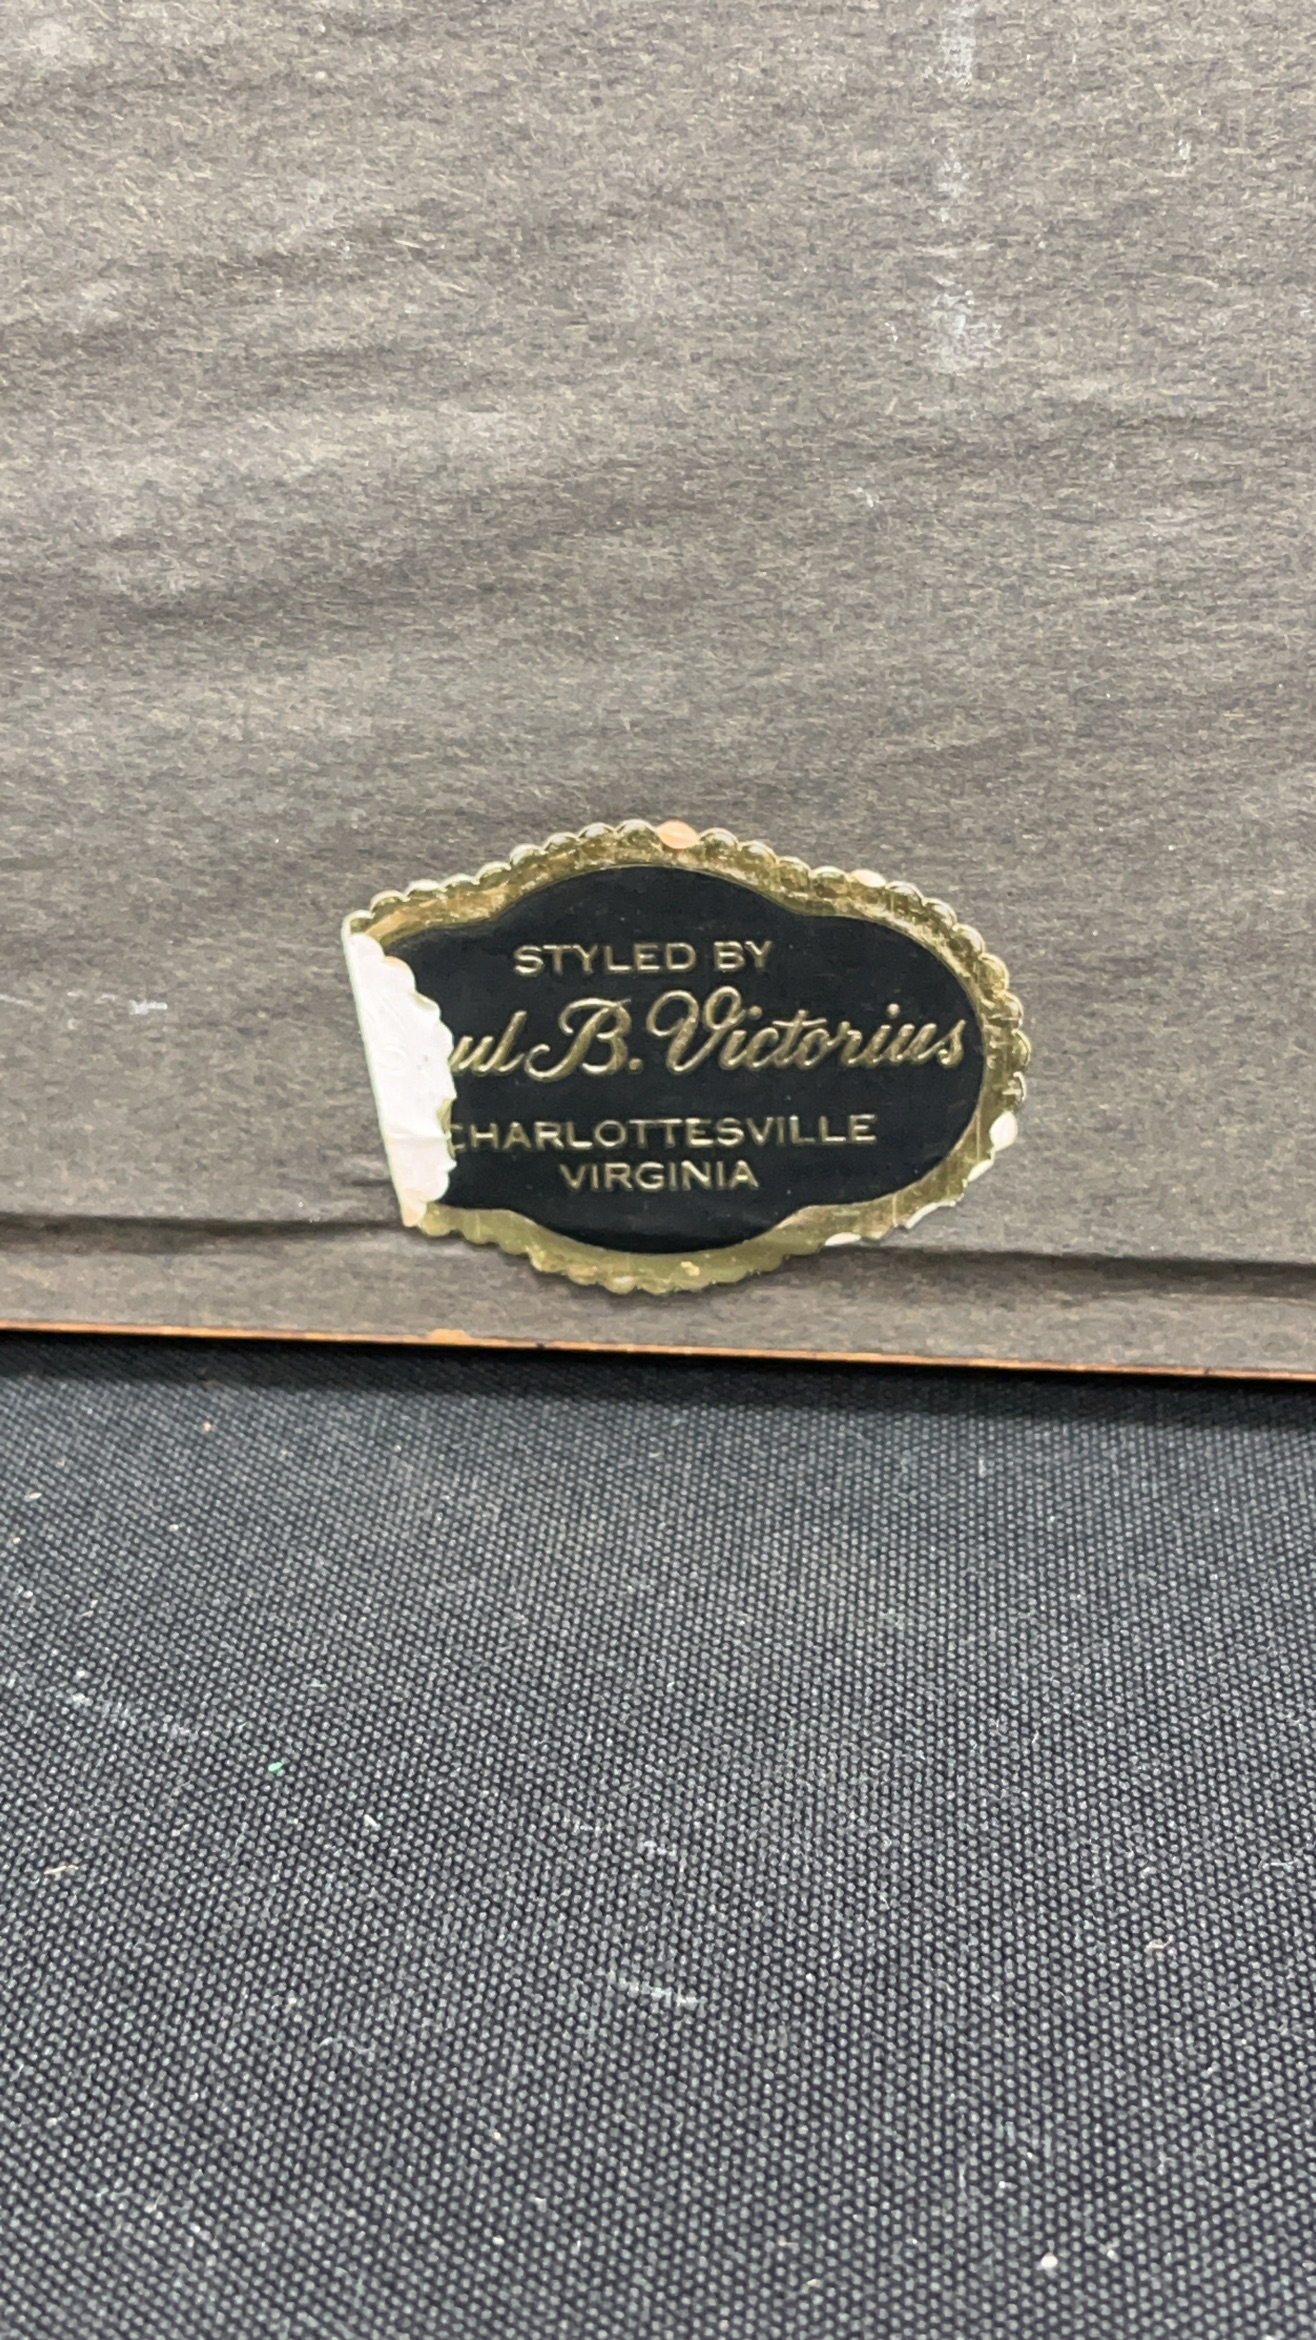 STYLED BY
ul B. Victorius
CHARLOTTESVILLE
VIRGINIA